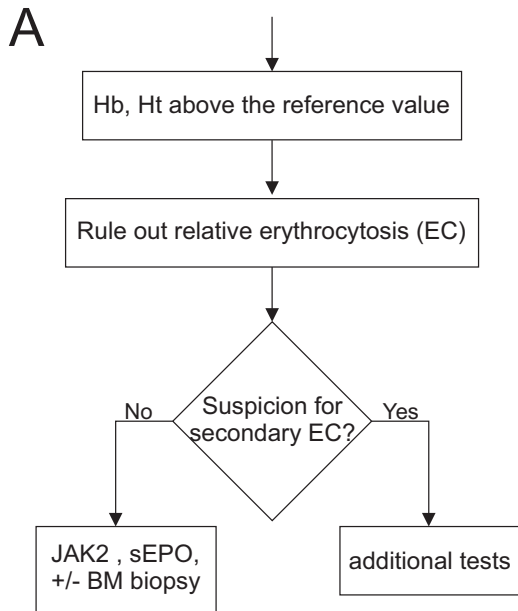 A
Hb, Ht above the reference value
Rule out relative erythrocytosis (EC)
Suspicion for
secondary EC?
No
Yes
JAK2 , sEPO,
+/- BM biopsy
additional tests